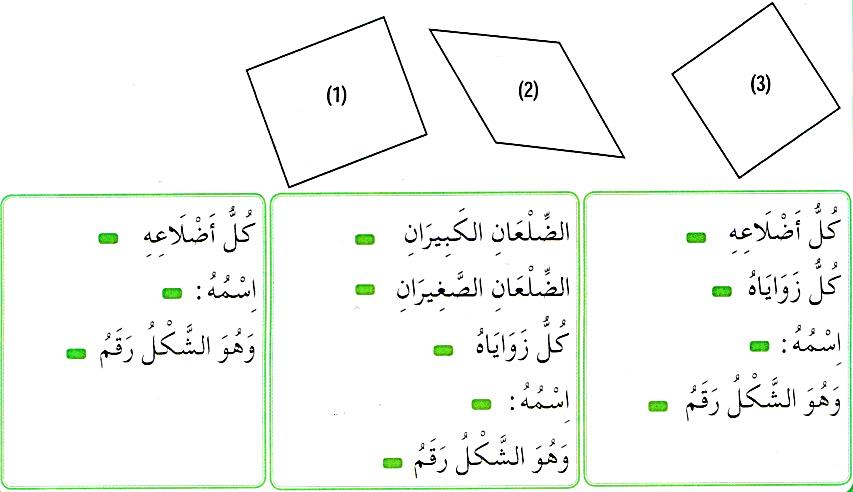 (1)
(2)
(3)
كُلُّ أَضْلَاعِهِ
كُلُّ زَوَايَاهُ
اِسْمُهُ:
وَهُوَ الشَّكْلُ رَقَمُ
الضِّلْعَانِ الكَبِيرَانِ
الضِّلْعَانِ الصَّغِيرَانِ
كُلُّ زَوَايَاهُ
اِسْمُهُ:
وَهُوَ الشَّكْلُ رَقَمُ
كُلُّ أَضْلَاعِهِ
اِسْمُهُ:
وَهُوَ الشَّكْلُ رَقَمُ